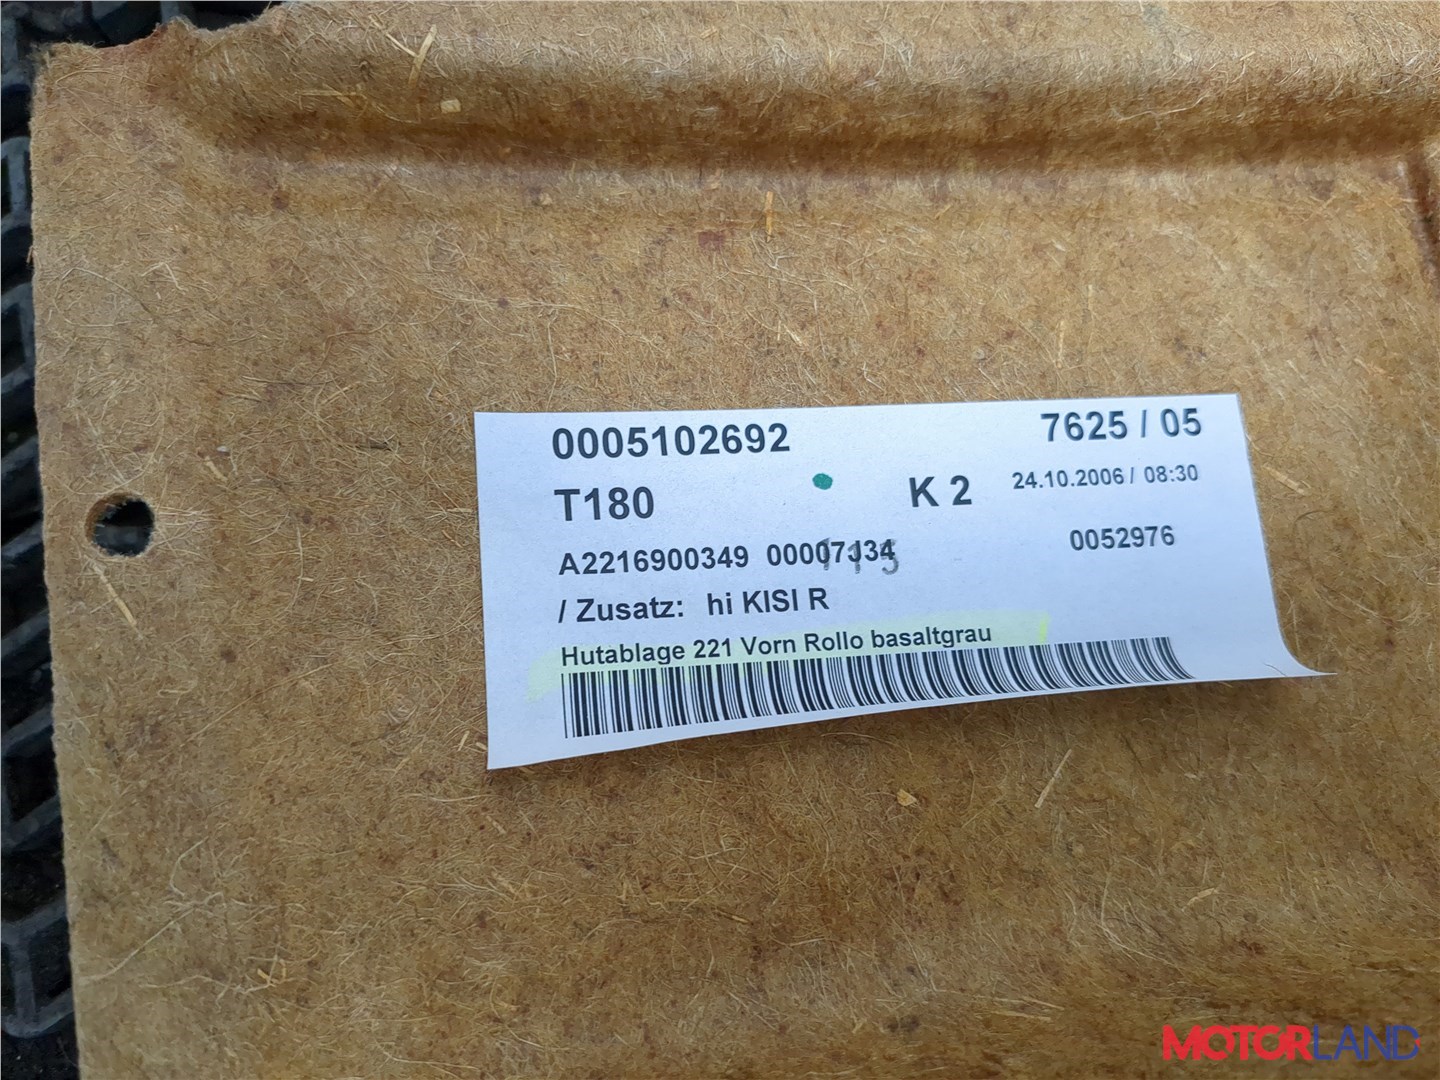 0005102692
7625 / 05
T180
K 2
24.10.2006 / 08:30
A2216900349 00007J34
0052976
/ Zusatz: hi KISI R
Hutablage 221 Vorn Rollo basaltgrau
MOTORLAND